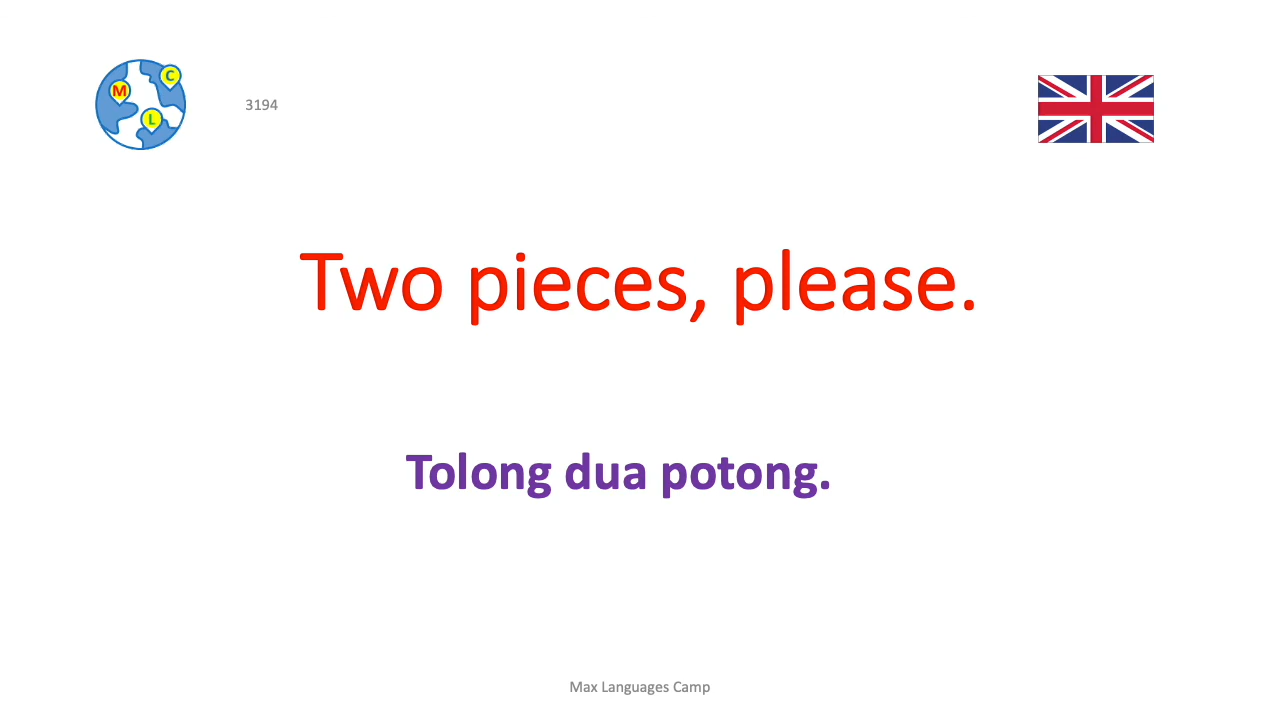 C
M
L
3194
Two pieces, please.
Tolong dua potong.
Max Languages Camp